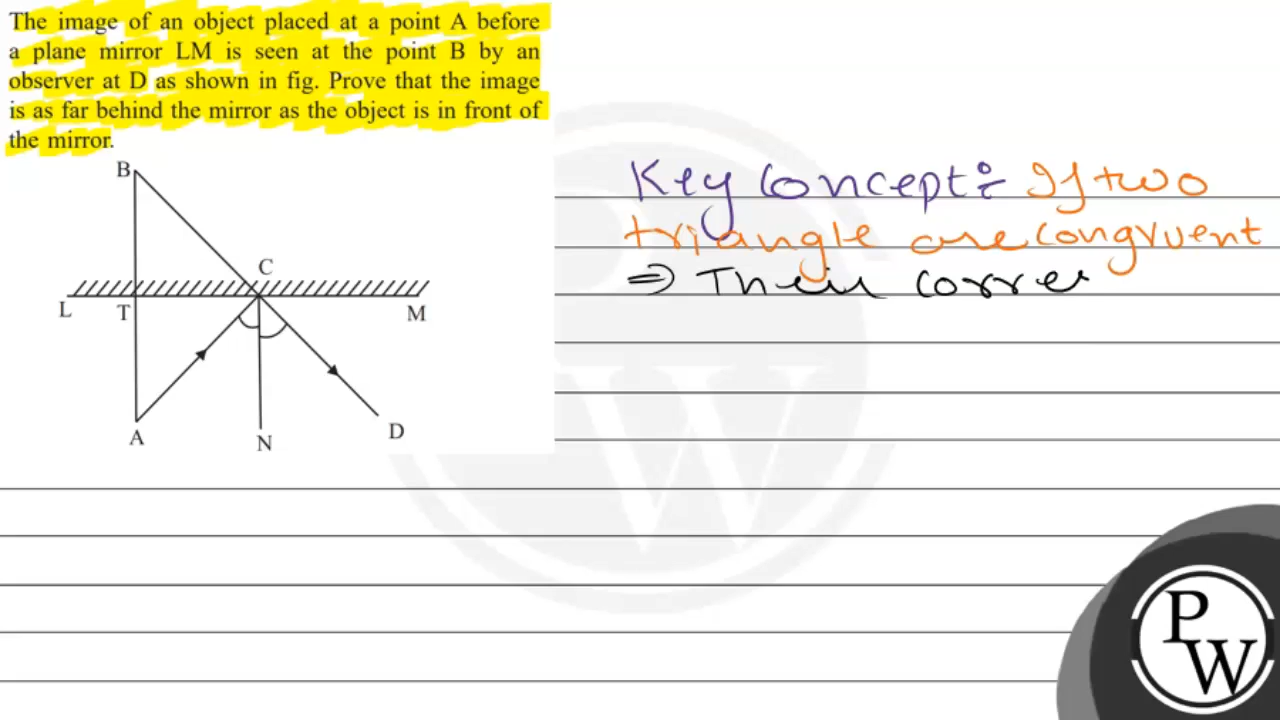 The image of an object placed at a point A before
a plane mirror LM is seen at the point B by an
observer at D as shown in fig. Prove that the image
is as far behind the mirror as the object is in front of
the mirror.
B
C
L T M
A N D
Key Concept:- If two
triangle are congruent
⇒ Their corre
PW